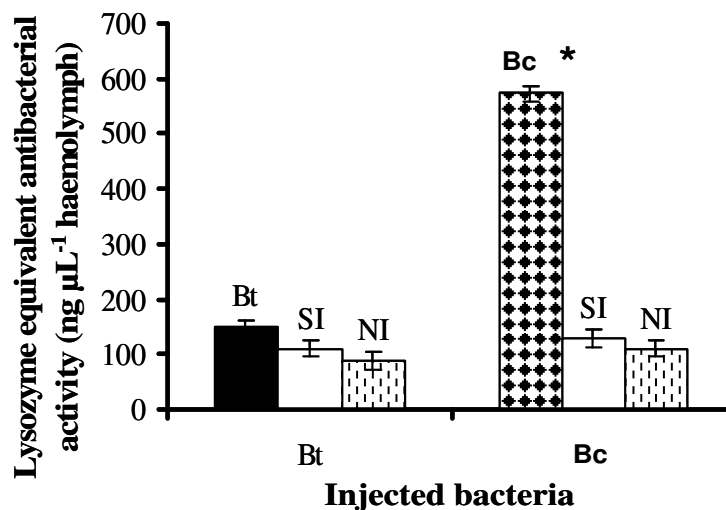 Lysozyme equivalent antibacterial
activity (ng µL⁻¹ haemolymph)
700
600
500
400
300
200
100
0
Bt
SI
NI
Bc *
SI
NI
Bt
Bc
Injected bacteria